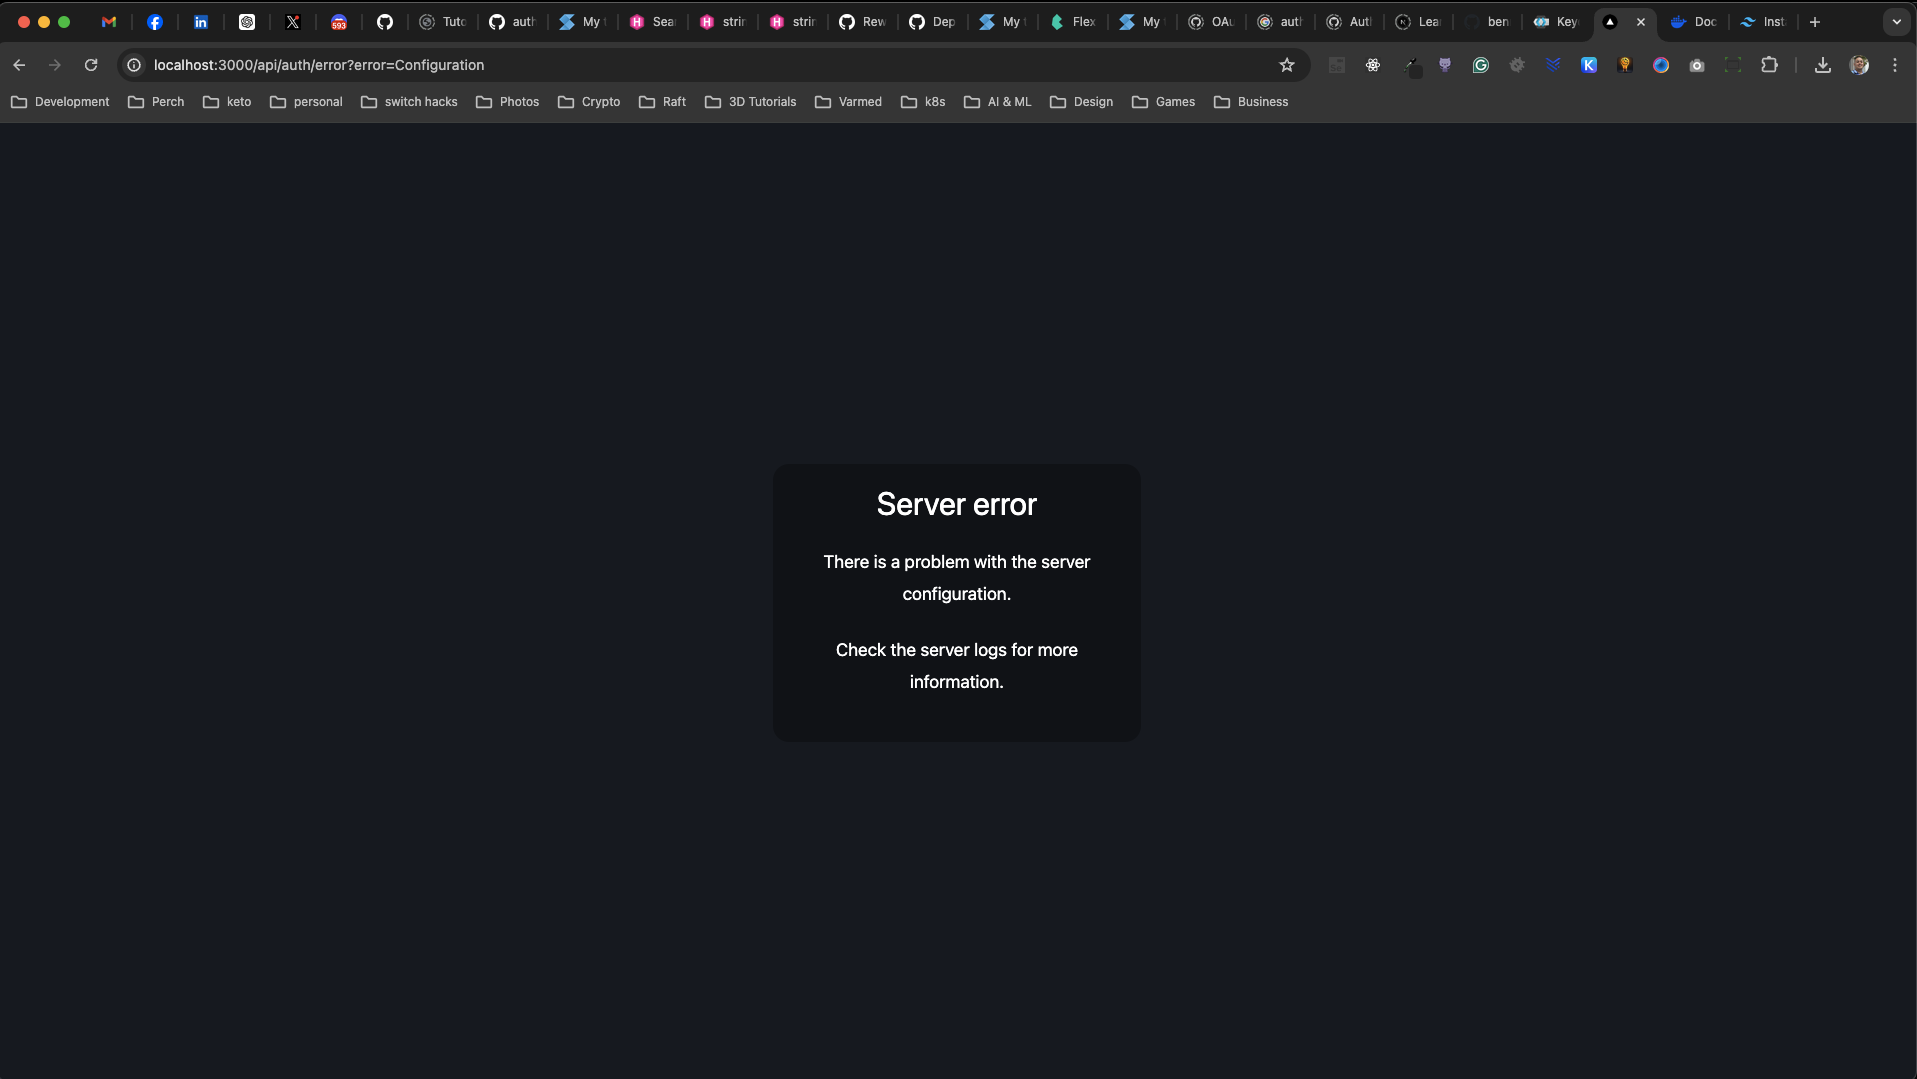 593
Tuto
auth
My t
Sea
strin
strin
Rew
Dep
My t
Flex
My
OAu
auth
Auth
Lea
ben
Key
Doc
Inst
localhost:3000/api/auth/error?error=Configuration
Development
Perch
keto
personal
switch hacks
Photos
Crypto
Raft
3D Tutorials
Varmed
k8s
AI & ML
Design
Games
Business
Server error
There is a problem with the server
configuration.
Check the server logs for more
information.